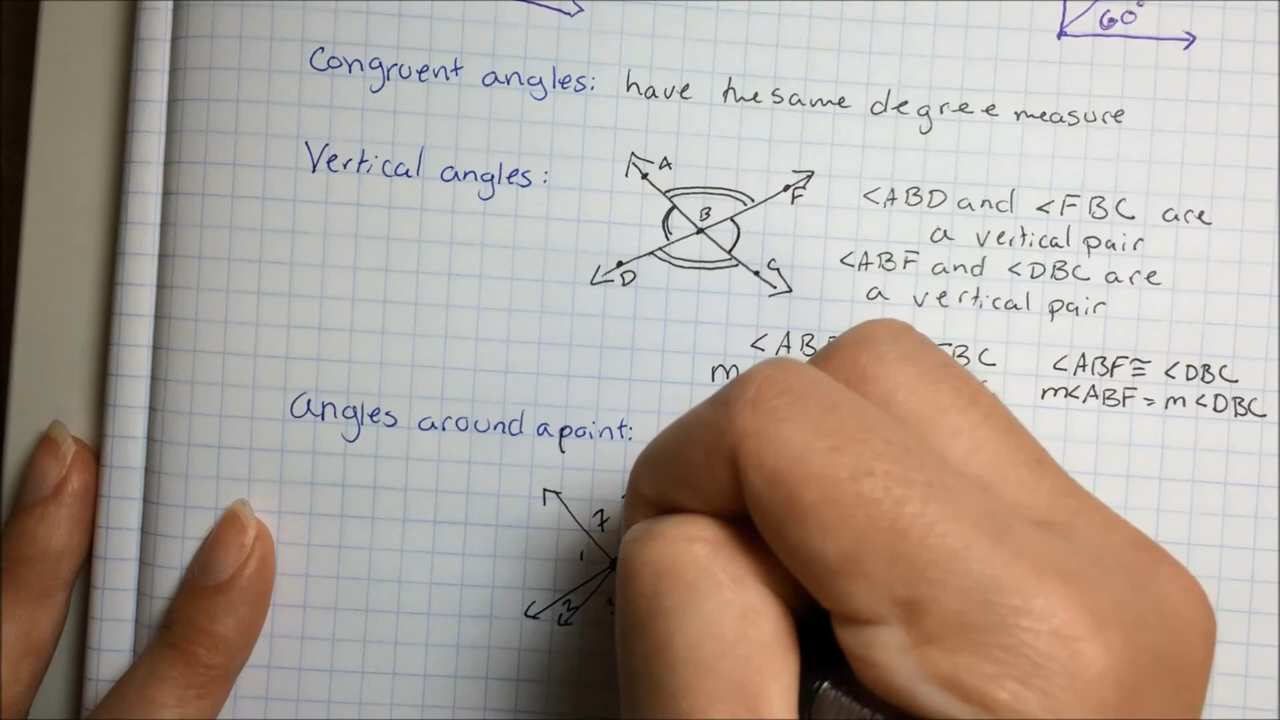 60°
Congruent angles: have the same degree measure
Vertical angles:
A
F
B
D
C
<ABD and <FBC are
a vertical pair
<ABF and <DBC are
a vertical pair
<ABF≅ <DBC
m<ABF = m<DBC
m
Angles around a point:
7
1
2